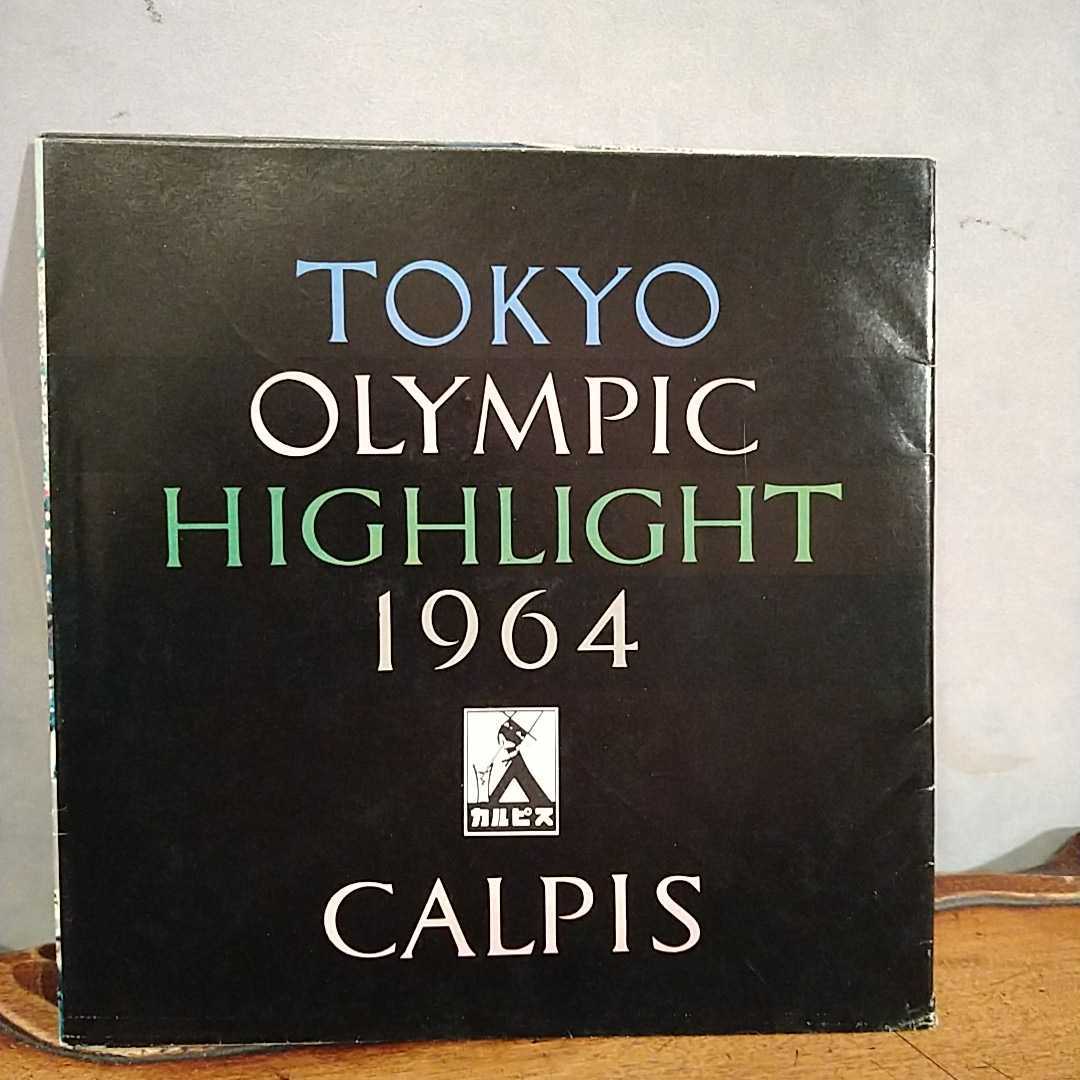 TOKYO
OLYMPIC
HIGHLIGHT
1964
カルピス
CALPIS